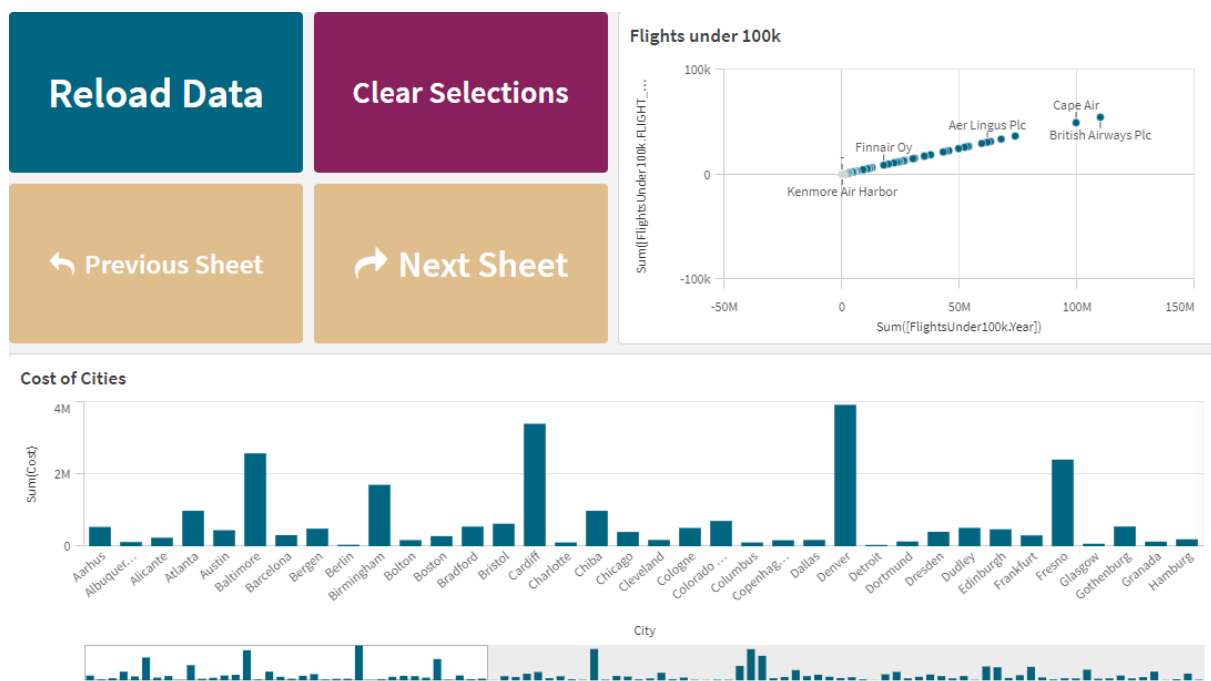 Reload Data
Clear Selections
Previous Sheet
Next Sheet
Flights under 100k
Sum([FlightsUnder100k.FLIGHT_...
100k
0
-100k
Cape Air
British Airways Plc
Aer Lingus Plc
Finnair Oy
Kenmore Air Harbor
-50M
0
50M
100M
150M
Sum([FlightsUnder100k.Year])
Cost of Cities
Sum(Cost)
4M
2M
0
Aarhus
Albuquer...
Alicante
Atlanta
Austin
Baltimore
Barcelona
Bergen
Berlin
Birmingham
Bolton
Boston
Bradford
Bristol
Cardiff
Charlotte
Chiba
Chicago
Cleveland
Cologne
Colorado ...
Columbus
Copenhag...
Dallas
Denver
Detroit
Dortmund
Dresden
Dudley
Edinburgh
Frankfurt
Fresno
Glasgow
Gothenburg
Granada
Hamburg
City